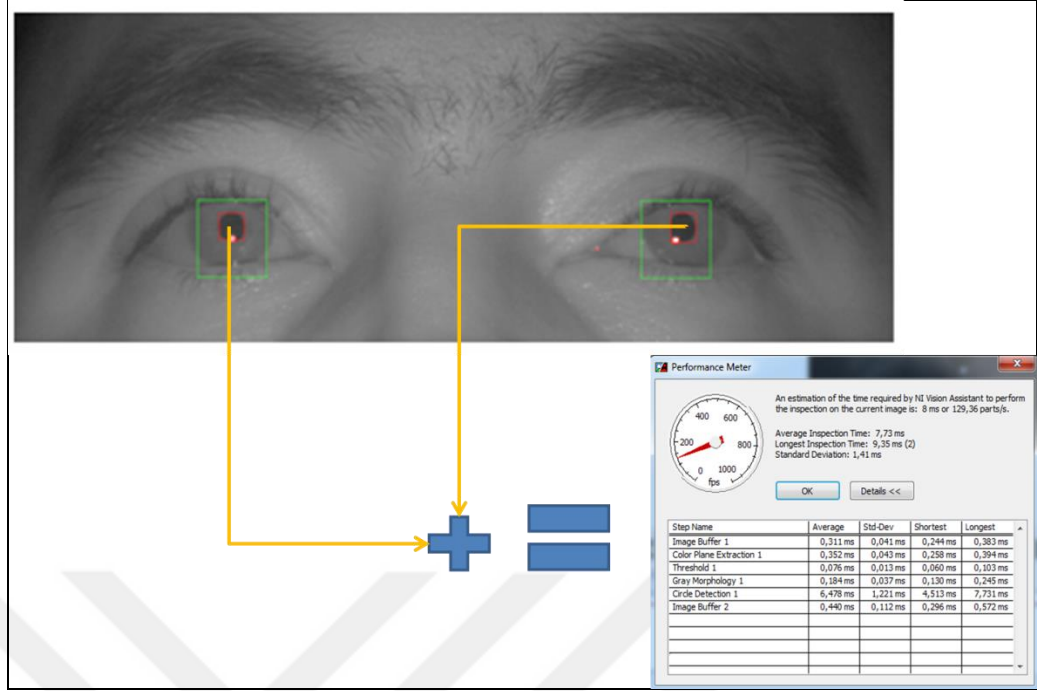 Performance Meter
An estimation of the time required by NI Vision Assistant to perform
the inspection on the current image is: 8 ms or 129,36 parts/s.
Average Inspection Time: 7,73 ms
Longest Inspection Time: 9,35 ms (2)
Standard Deviation: 1,41 ms
400 600
200 800
0 1000
fps
OK Details <<
Step Name Average Std-Dev Shortest Longest
Image Buffer 1 0,311 ms 0,041 ms 0,244 ms 0,383 ms
Color Plane Extraction 1 0,352 ms 0,043 ms 0,258 ms 0,394 ms
Threshold 1 0,076 ms 0,013 ms 0,060 ms 0,103 ms
Gray Morphology 1 0,184 ms 0,037 ms 0,130 ms 0,245 ms
Circle Detection 1 6,478 ms 1,221 ms 4,513 ms 7,731 ms
Image Buffer 2 0,440 ms 0,112 ms 0,296 ms 0,572 ms